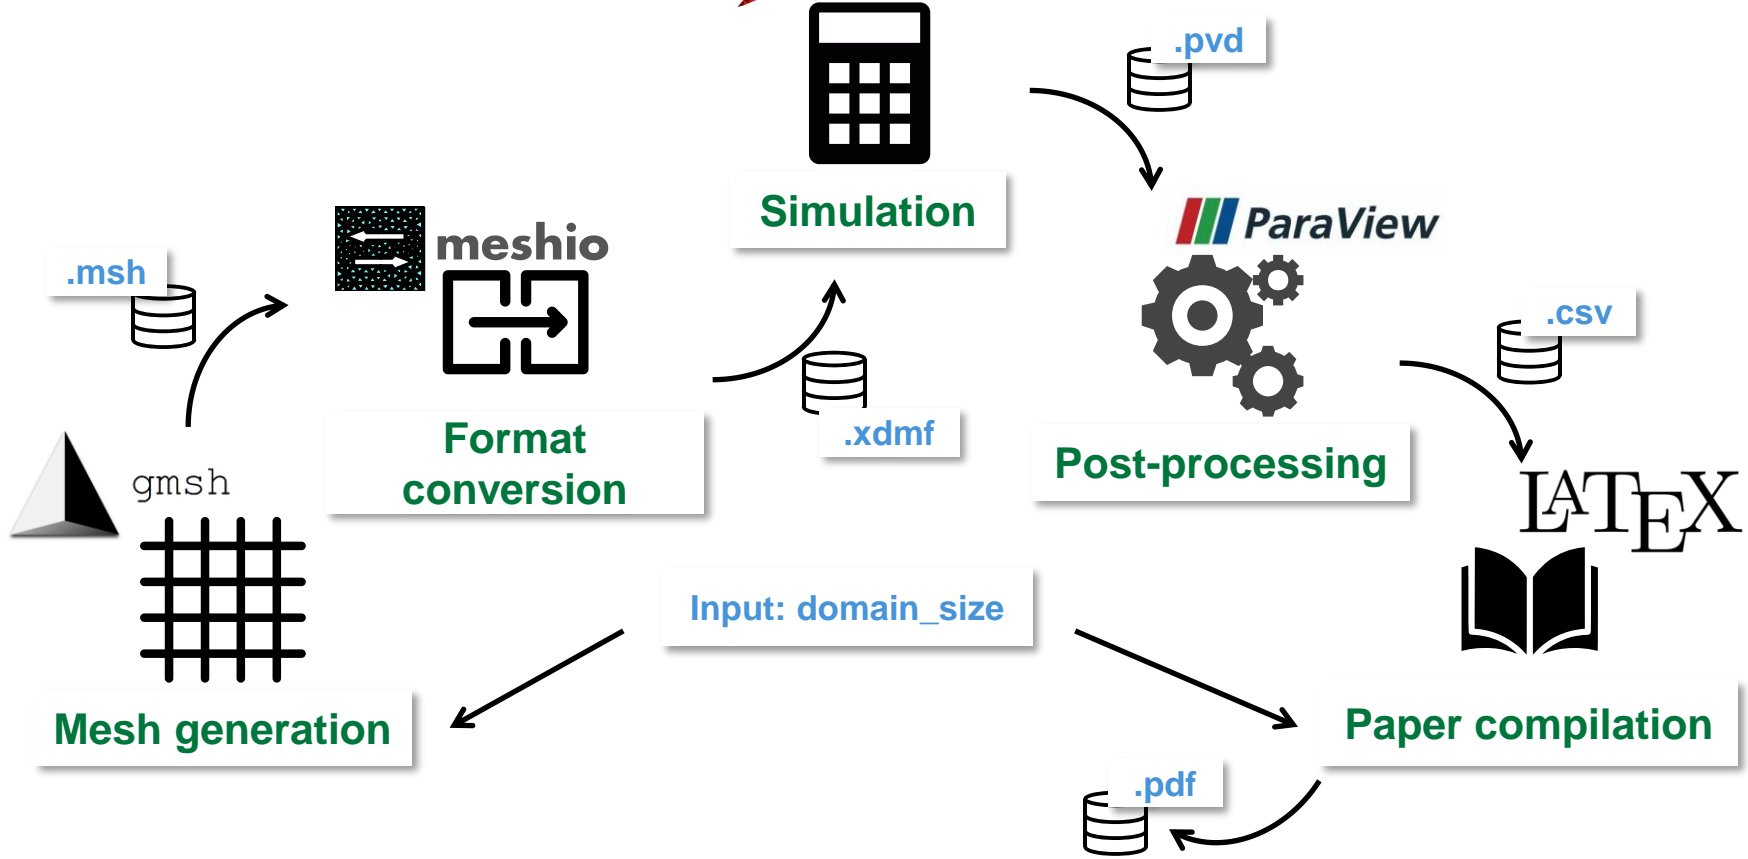 .pvd
Simulation
ParaView
meshio
.msh
.csv
Format
conversion
.xdmf
Post-processing
gmsh
LATEX
Input: domain_size
Mesh generation
Paper compilation
.pdf